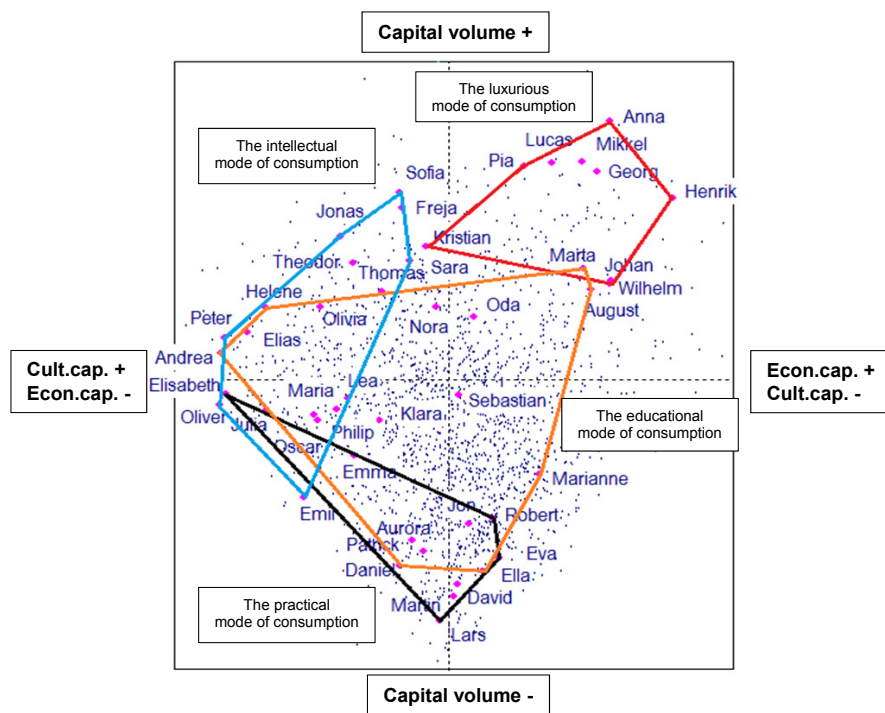 Capital volume +
The luxurious
mode of consumption
Anna
Lucas
Mikkel
The intellectual
mode of consumption
Pia
Georg
Sofia
Henrik
Freja
Jonas
Kristian
Theodor
Thomas
Sara
Marta
Johan
Wilhelm
Helene
August
Peter
Olivia
Nora
Oda
Elias
Andrea
Cult.cap. +
Econ.cap. -
Econ.cap. +
Cult.cap. -
Elisabeth
Maria
Lea
Sebastian
Oliver
Julia
Klara
The educational
mode of consumption
Oscar
Philip
Emma
Marianne
Emil
Jon
Robert
Aurora
Patrick
Eva
Daniel
Ella
The practical
mode of consumption
Martin
David
Lars
Capital volume -